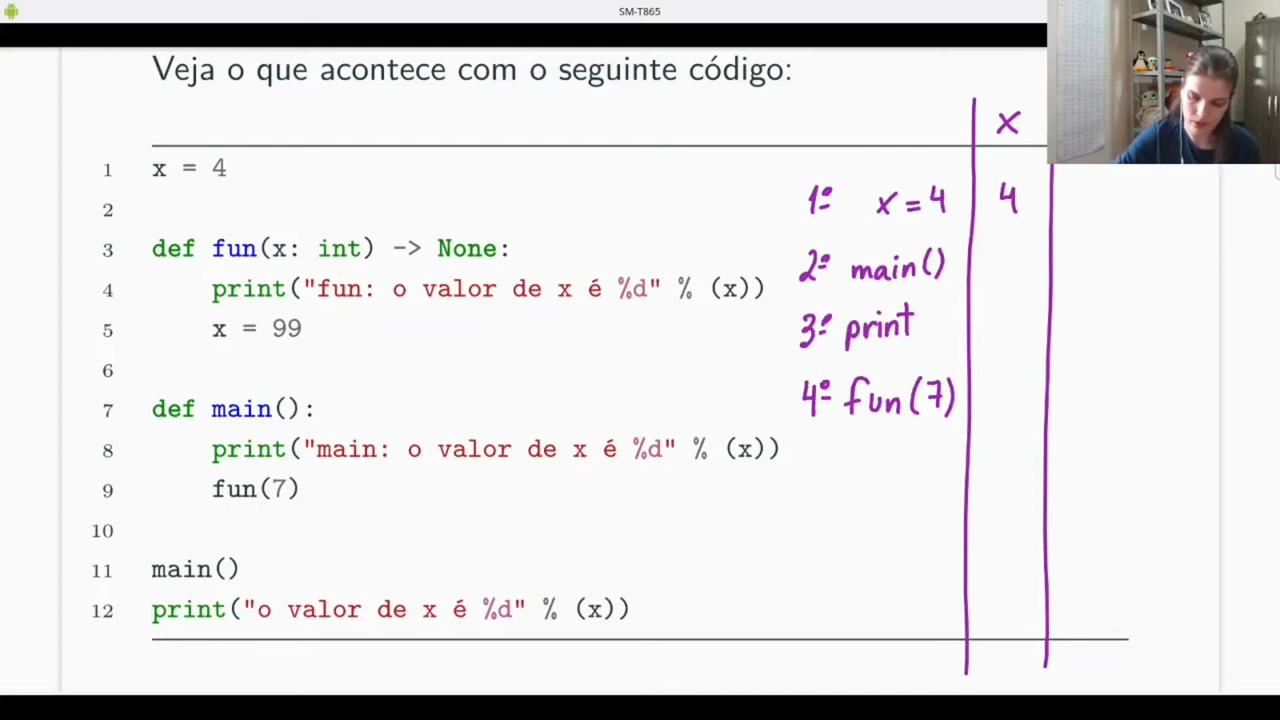 SM-T865
Veja o que acontece com o seguinte código:
x
1 x = 4
1º x = 4 4
2
3 def fun(x: int) -> None:
2º main()
4 print("fun: o valor de x é %d" % (x))
3º print
5 x = 99
6
4º fun(7)
7 def main():
8 print("main: o valor de x é %d" % (x))
9 fun(7)
10
11 main()
12 print("o valor de x é %d" % (x))